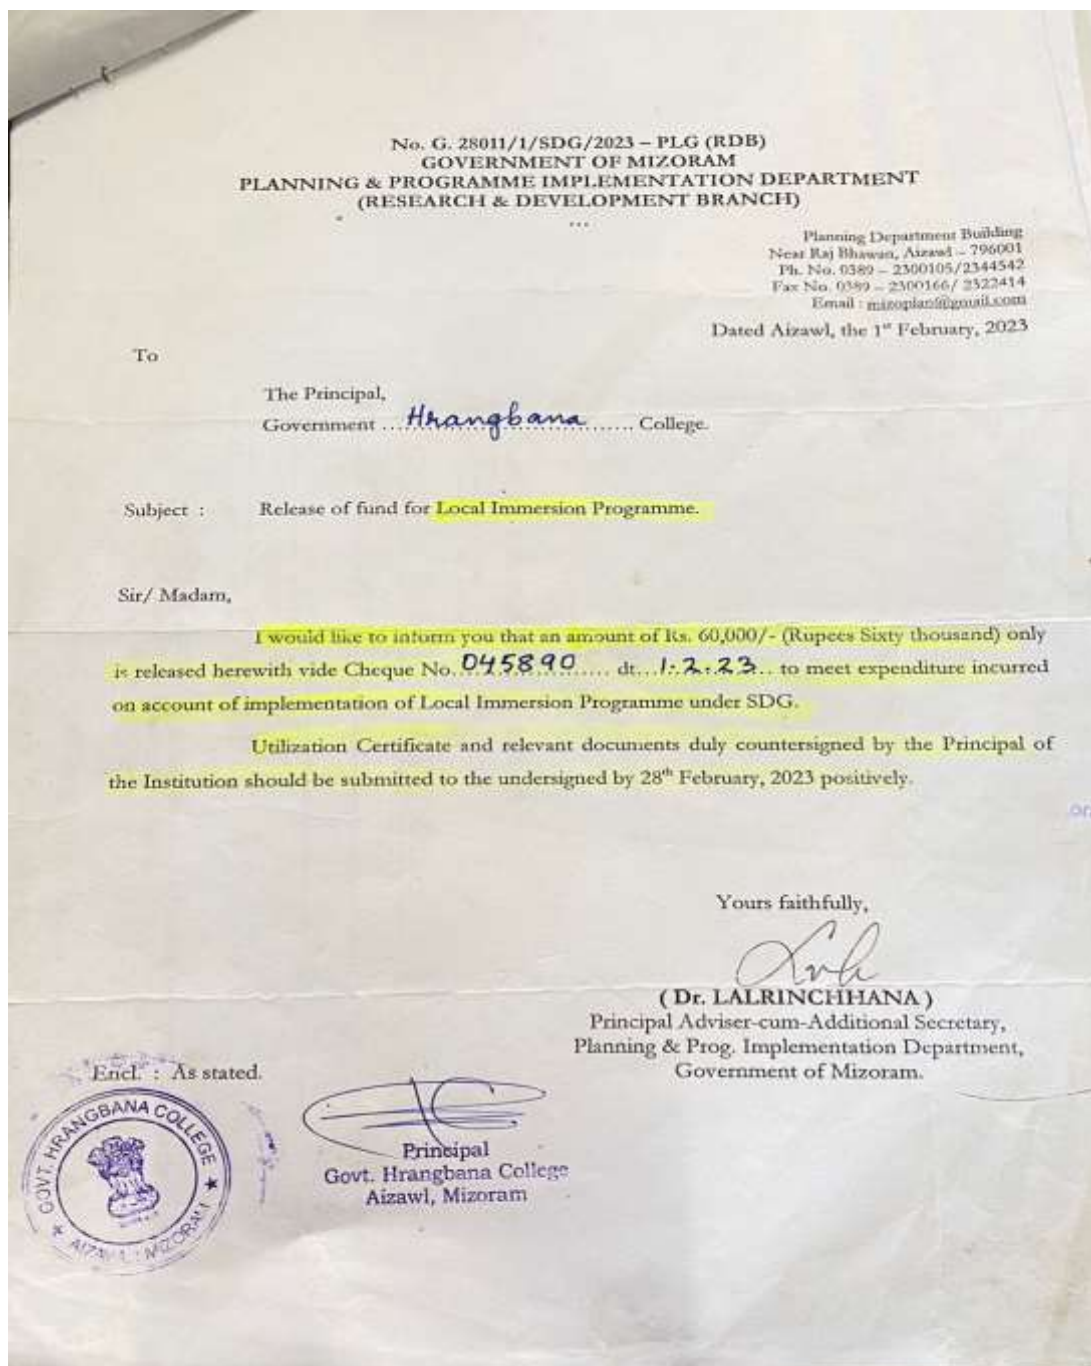 No. G. 28011/1/SDG/2023 – PLG (RDB)
GOVERNMENT OF MIZORAM
PLANNING & PROGRAMME IMPLEMENTATION DEPARTMENT
(RESEARCH & DEVELOPMENT BRANCH)
...
Planning Department Building
Near Raj Bhawan, Aizawl – 796001
Ph. No. 0389 – 2300105/2344542
Fax No. 0389 – 2300166/ 2322414
Email : mizoplan@gmail.com
Dated Aizawl, the 1st February, 2023
To
The Principal,
Government ...Hrangbana...... College.
Subject : Release of fund for Local Immersion Programme.
Sir/ Madam,
I would like to inform you that an amount of Rs. 60,000/- (Rupees Sixty thousand) only
is released herewith vide Cheque No. 045890..... dt...1.2.23.. to meet expenditure incurred
on account of implementation of Local Immersion Programme under SDG.
Utilization Certificate and relevant documents duly countersigned by the Principal of
the Institution should be submitted to the undersigned by 28th February, 2023 positively.
Yours faithfully,
( Dr. LALRINCHHANA )
Principal Adviser-cum-Additional Secretary,
Planning & Prog. Implementation Department,
Government of Mizoram.
Encl. : As stated.
GOVT. HRANGBANA COLLEGE
AIZAWL : MIZORAM
Principal
Govt. Hrangbana College
Aizawl, Mizoram